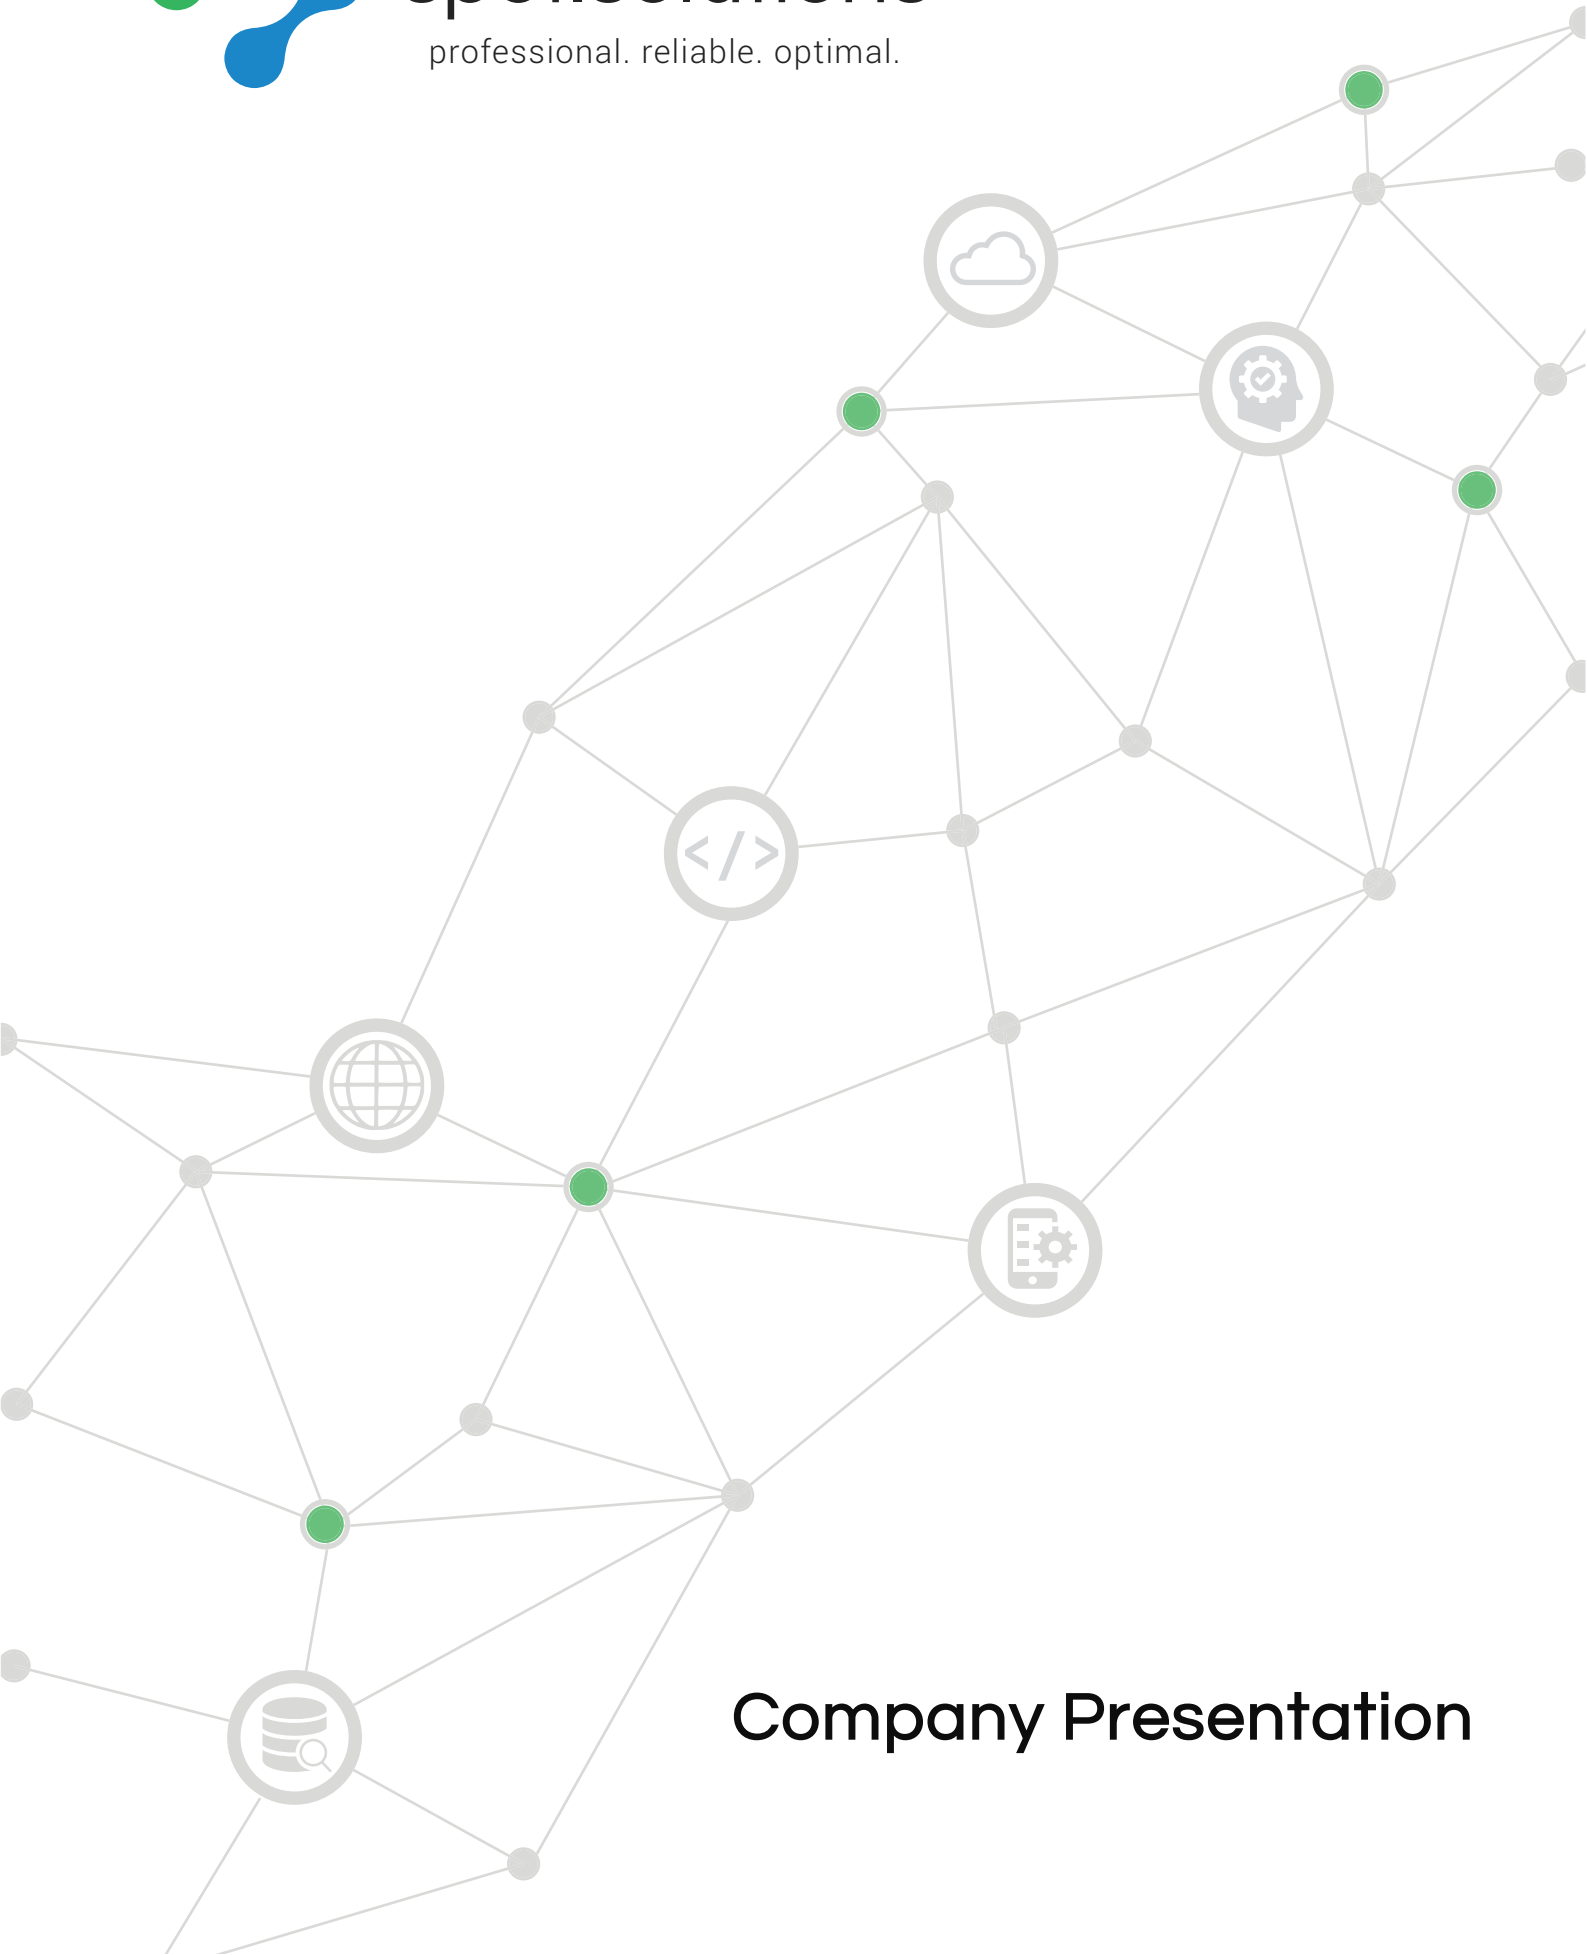 professional. reliable. optimal.
</>
Company Presentation